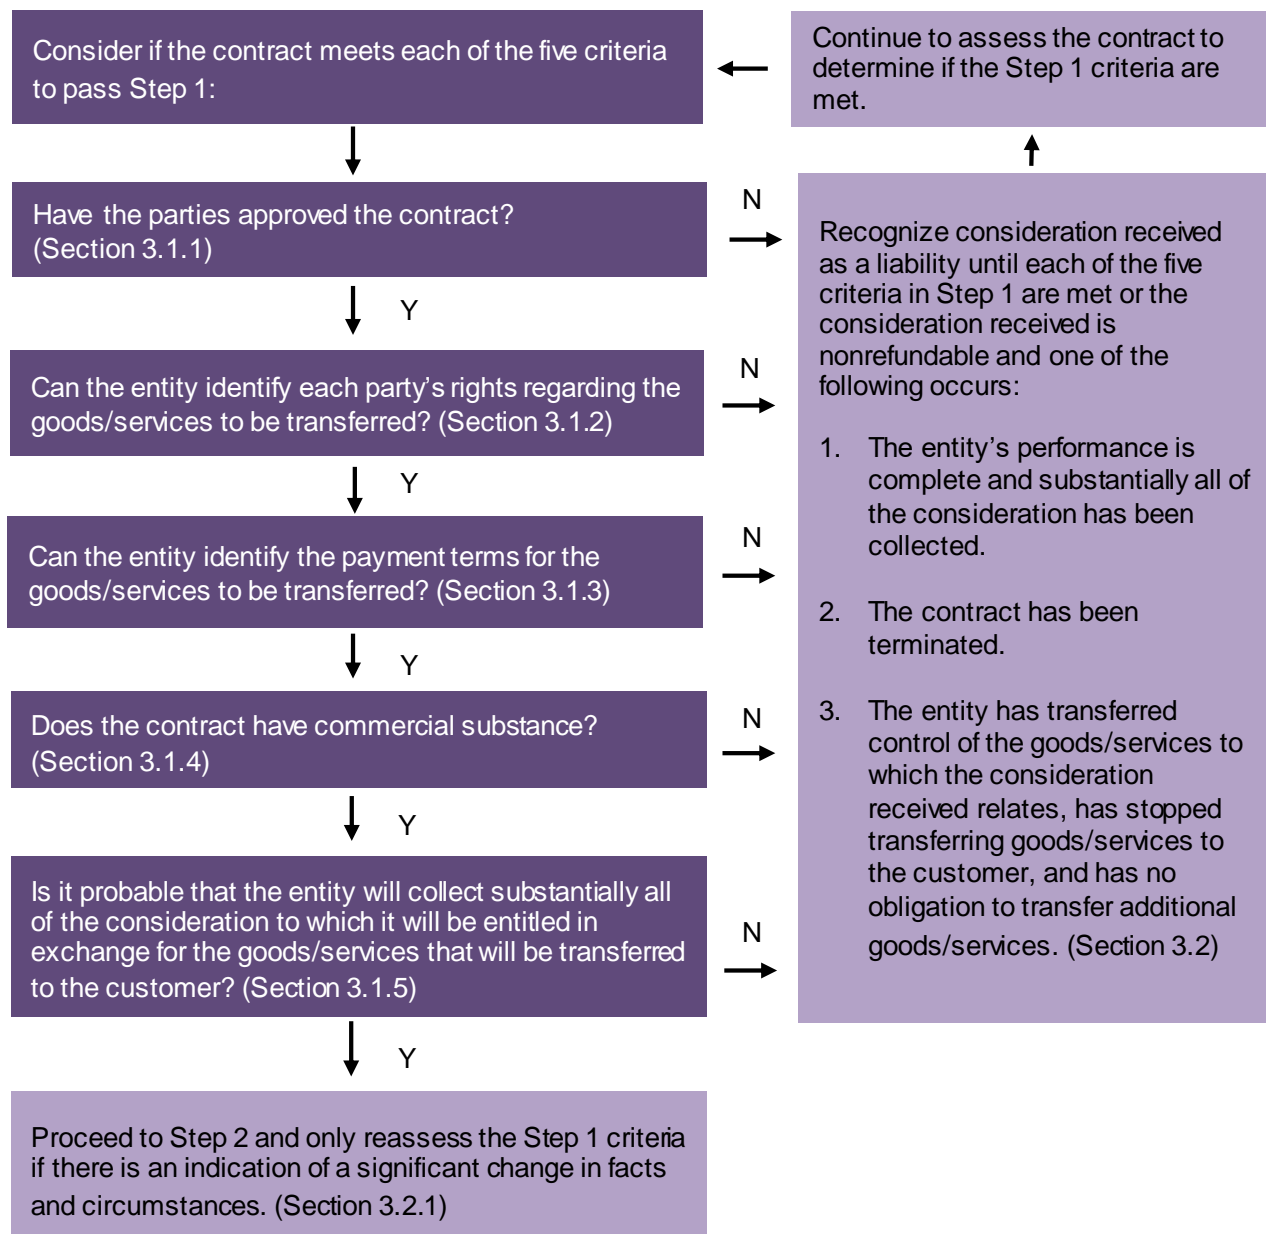 Consider if the contract meets each of the five criteria
to pass Step 1:
Continue to assess the contract to
determine if the Step 1 criteria are
met.
Have the parties approved the contract?
(Section 3.1.1)
N
Y
Can the entity identify each party's rights regarding the
goods/services to be transferred? (Section 3.1.2)
N
Y
Can the entity identify the payment terms for the
goods/services to be transferred? (Section 3.1.3)
N
Y
Does the contract have commercial substance?
(Section 3.1.4)
N
Y
Is it probable that the entity will collect substantially all
of the consideration to which it will be entitled in
exchange for the goods/services that will be transferred
to the customer? (Section 3.1.5)
N
Y
Proceed to Step 2 and only reassess the Step 1 criteria
if there is an indication of a significant change in facts
and circumstances. (Section 3.2.1)
Recognize consideration received
as a liability until each of the five
criteria in Step 1 are met or the
consideration received is
nonrefundable and one of the
following occurs:
1. The entity's performance is
complete and substantially all of
the consideration has been
collected.
2. The contract has been
terminated.
3. The entity has transferred
control of the goods/services to
which the consideration
received relates, has stopped
transferring goods/services to
the customer, and has no
obligation to transfer additional
goods/services. (Section 3.2)